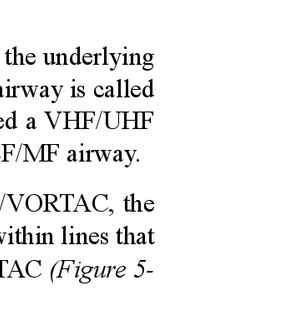 the underlying
airway is called
ed a VHF/UHF
F/MF airway.
/VORTAC, the
within lines that
TAC (Figure 5-